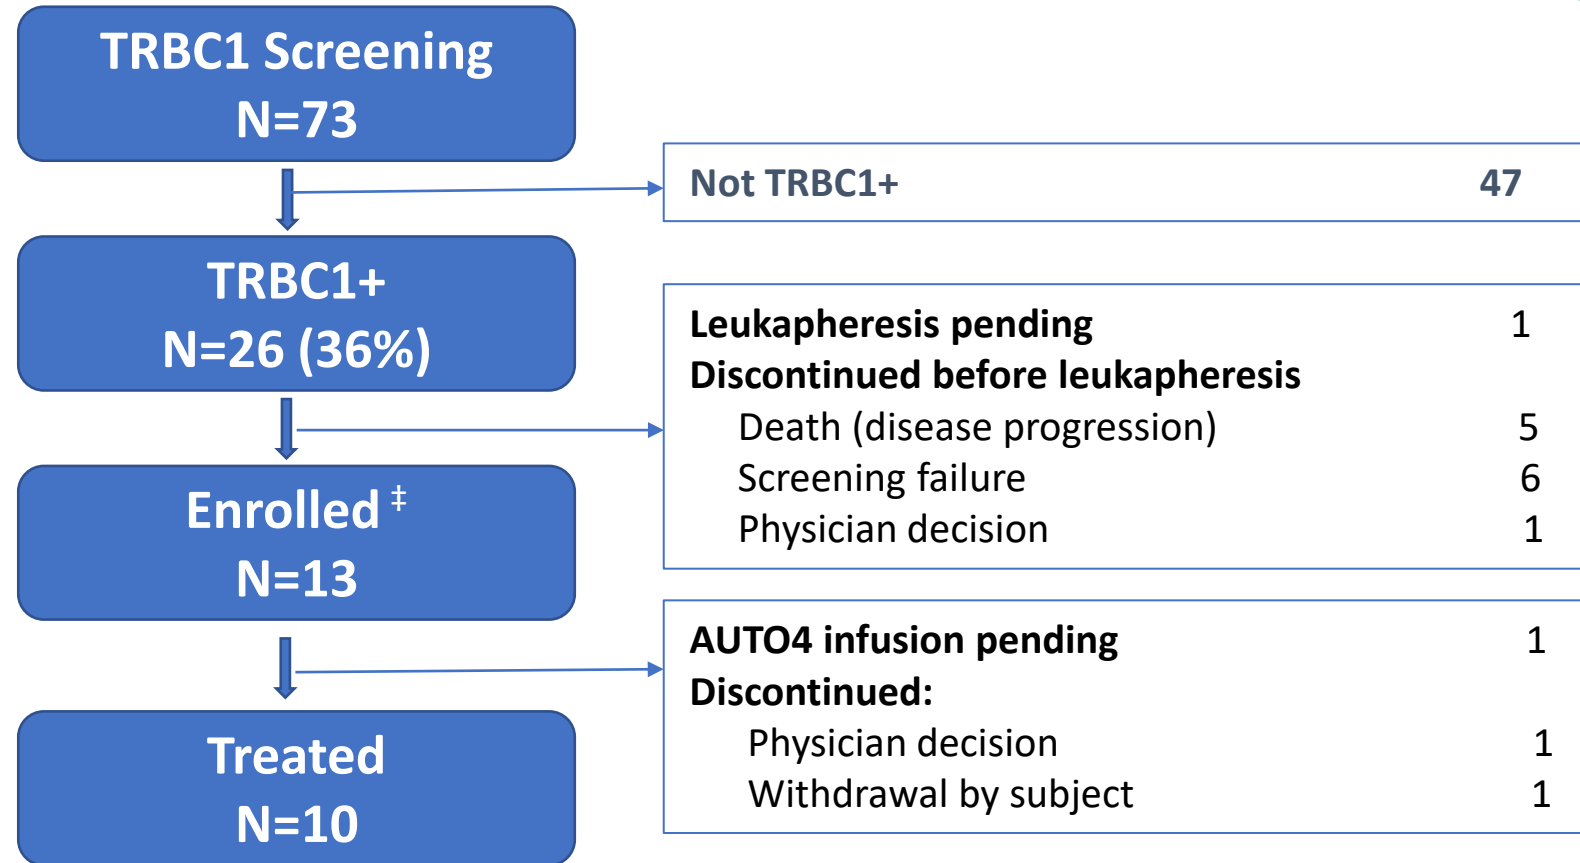 TRBC1 Screening
N=73
Not TRBC1+ 47
TRBC1+
N=26 (36%)
Leukapheresis pending 1
Discontinued before leukapheresis
Death (disease progression) 5
Screening failure 6
Physician decision 1
Enrolled ‡
N=13
AUTO4 infusion pending 1
Discontinued:
Physician decision 1
Withdrawal by subject 1
Treated
N=10